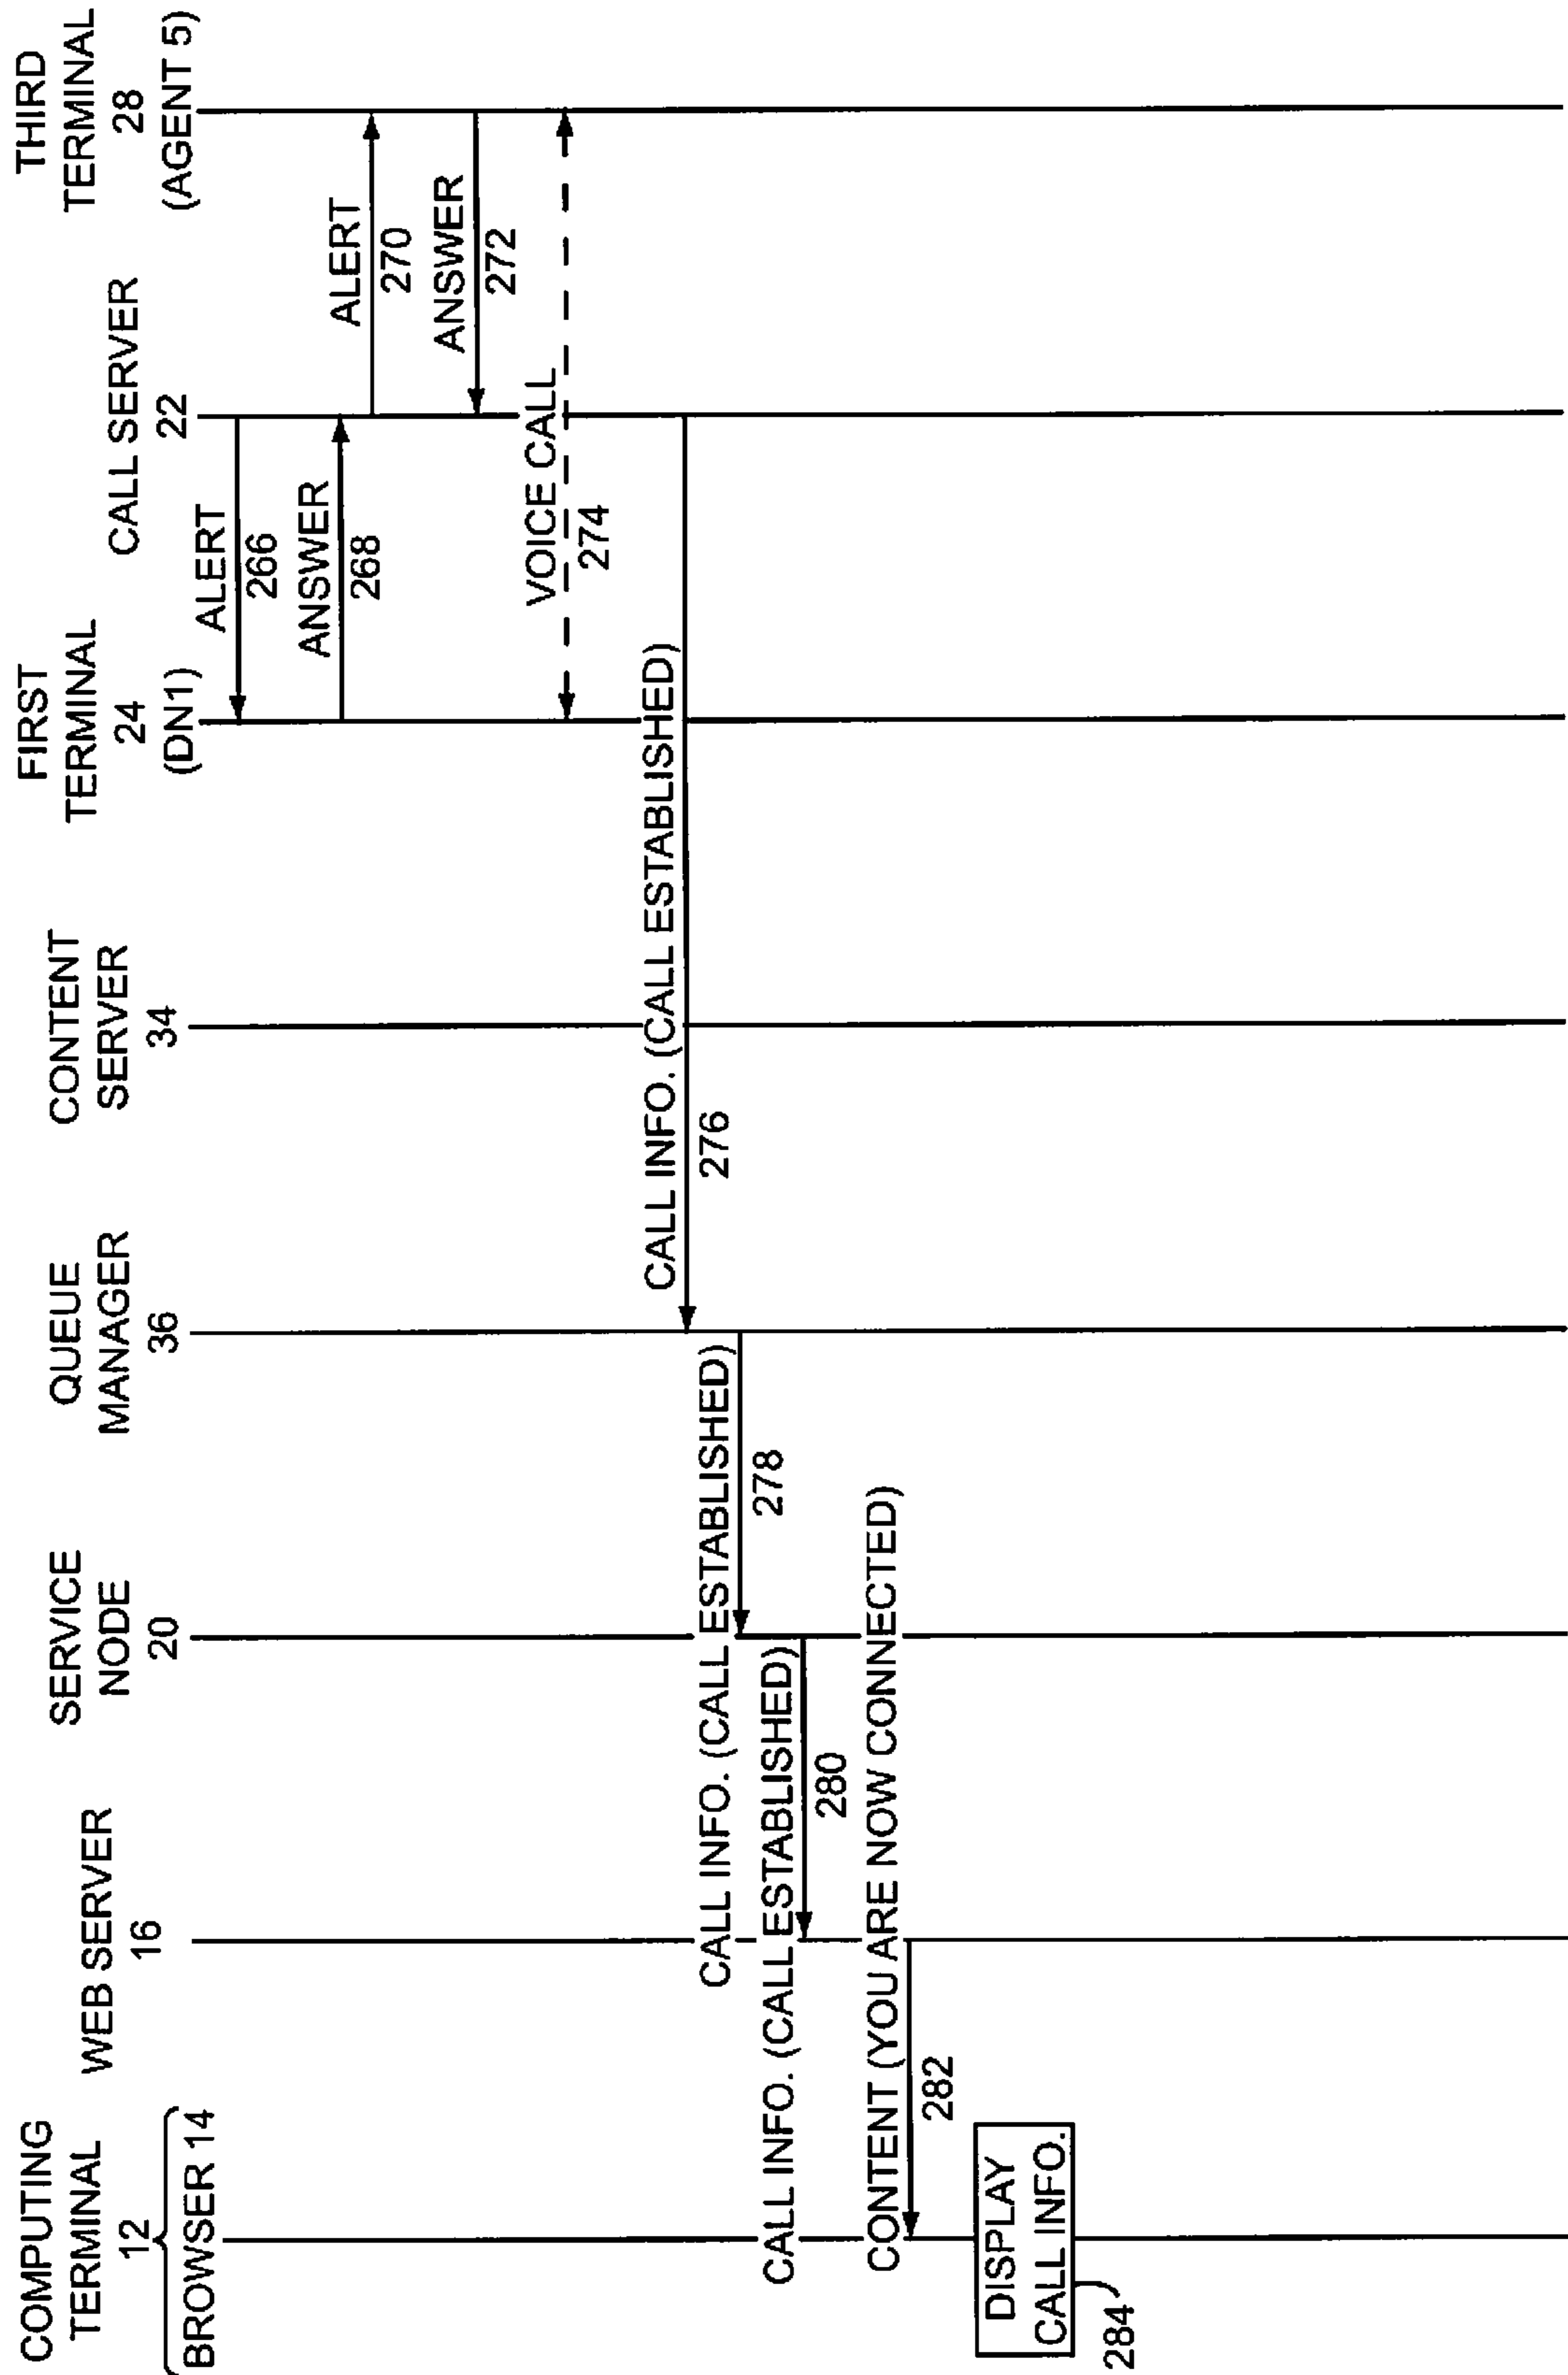 COMPUTING
TERMINAL
12
BROWSER 14
WEB SERVER
16
SERVICE
NODE
20
QUEUE
MANAGER
36
CONTENT
SERVER
34
FIRST
TERMINAL
24
(DN1)
CALL SERVER
22
THIRD
TERMINAL
28
(AGENT 5)
ALERT
266
ANSWER
268
ALERT
270
ANSWER
272
VOICE CALL
274
CALL INFO. (CALL ESTABLISHED)
276
CALL INFO. (CALL ESTABLISHED)
278
CALL INFO. (CALL ESTABLISHED)
280
CONTENT (YOU ARE NOW CONNECTED)
282
DISPLAY
CALL INFO.
284